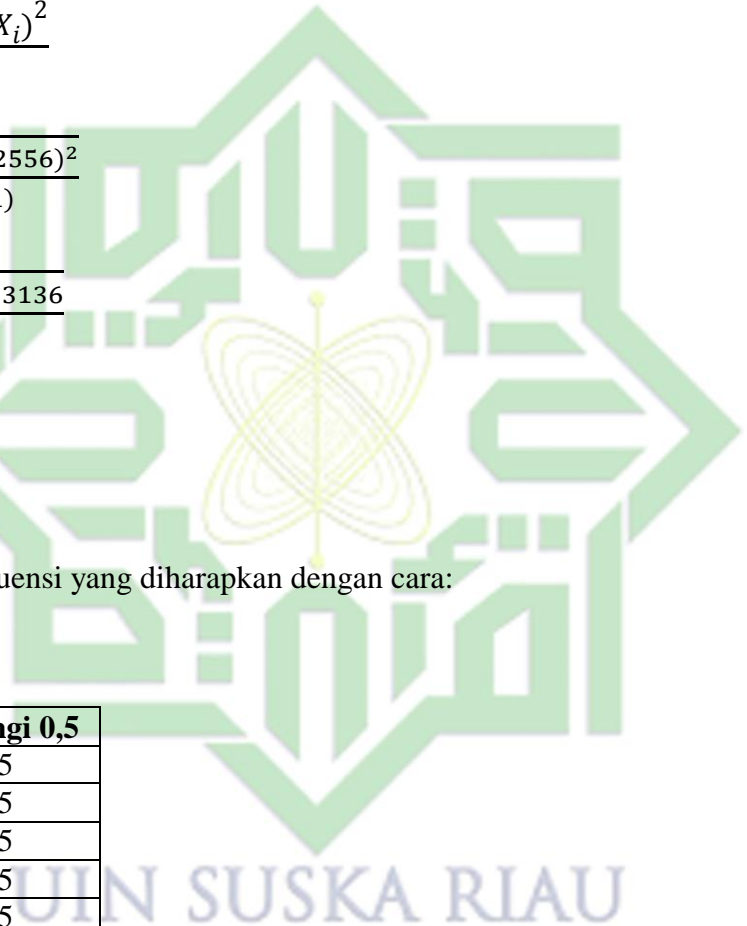 X_i)²
2556)²
)
3136
uensi yang diharapkan dengan cara:
ngi 0,5
5
5
5
5
5
UIN SUSKA RIAU